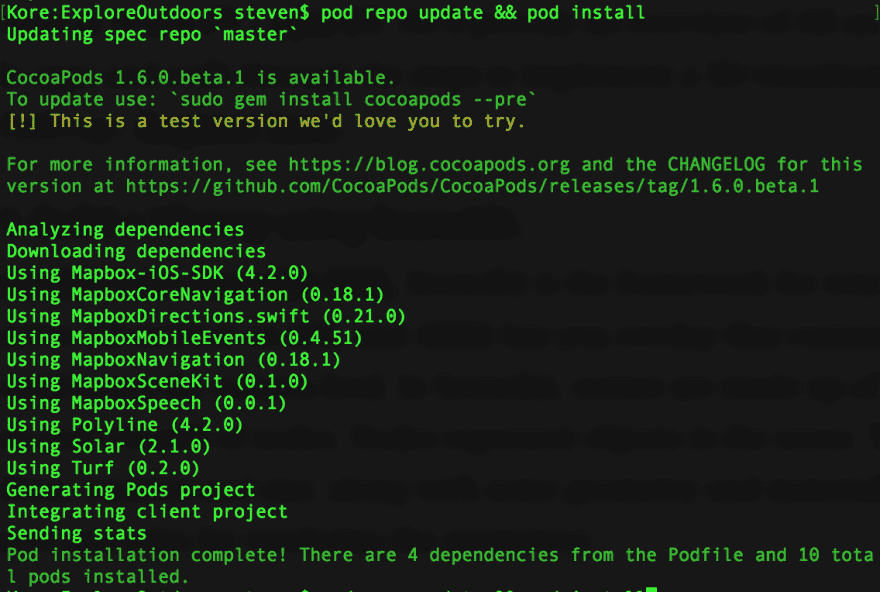 [Kore:ExploreOutdoors steven$ pod repo update && pod install ]
Updating spec repo `master`
CocoaPods 1.6.0.beta.1 is available.
To update use: `sudo gem install cocoapods --pre`
[!] This is a test version we'd love you to try.
For more information, see https://blog.cocoapods.org and the CHANGELOG for this
version at https://github.com/CocoaPods/CocoaPods/releases/tag/1.6.0.beta.1
Analyzing dependencies
Downloading dependencies
Using Mapbox-iOS-SDK (4.2.0)
Using MapboxCoreNavigation (0.18.1)
Using MapboxDirections.swift (0.21.0)
Using MapboxMobileEvents (0.4.51)
Using MapboxNavigation (0.18.1)
Using MapboxSceneKit (0.1.0)
Using MapboxSpeech (0.0.1)
Using Polyline (4.2.0)
Using Solar (2.1.0)
Using Turf (0.2.0)
Generating Pods project
Integrating client project
Sending stats
Pod installation complete! There are 4 dependencies from the Podfile and 10 tota
l pods installed.